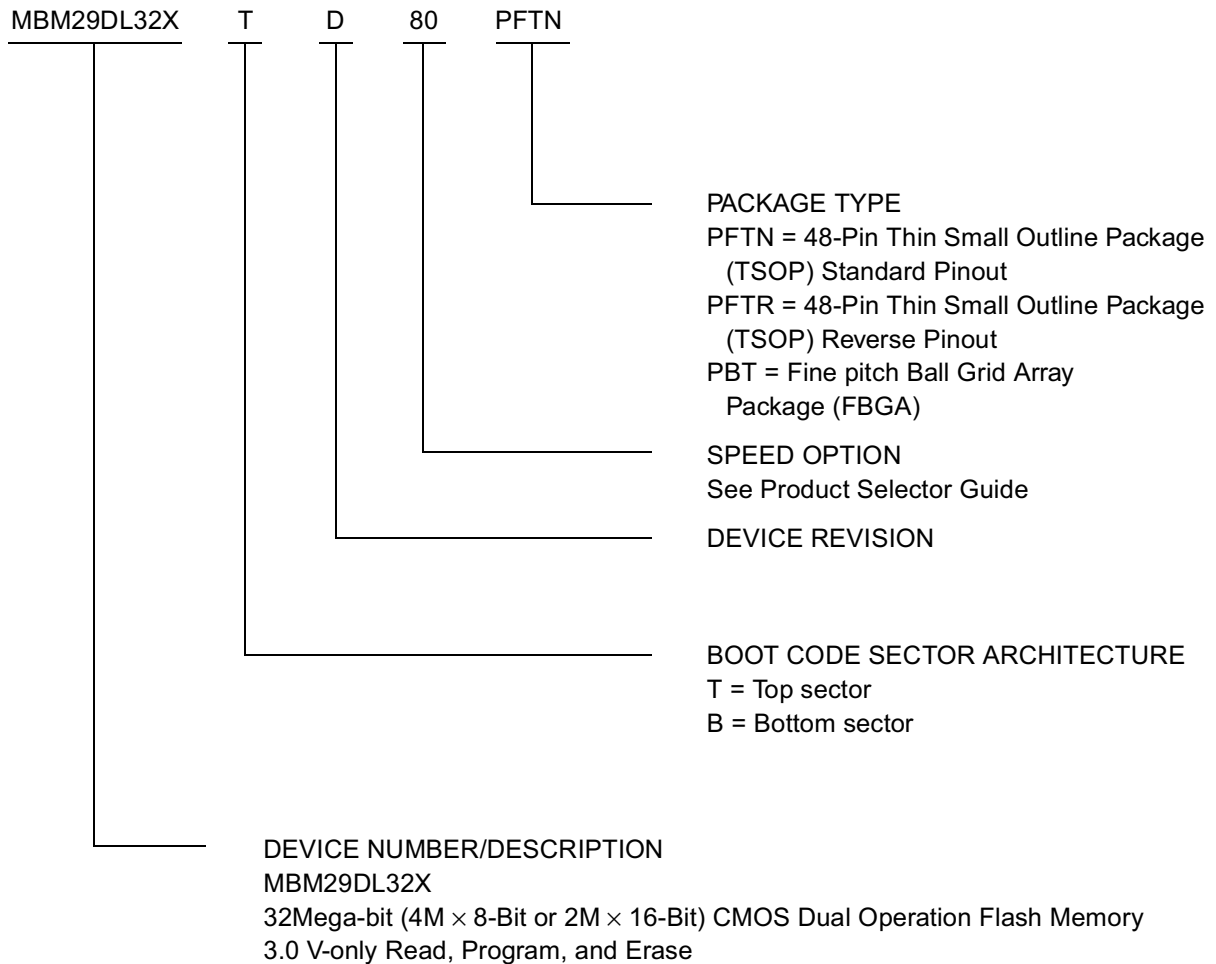 MBM29DL32X T D 80 PFTN
PACKAGE TYPE
PFTN = 48-Pin Thin Small Outline Package
(TSOP) Standard Pinout
PFTR = 48-Pin Thin Small Outline Package
(TSOP) Reverse Pinout
PBT = Fine pitch Ball Grid Array
Package (FBGA)
SPEED OPTION
See Product Selector Guide
DEVICE REVISION
BOOT CODE SECTOR ARCHITECTURE
T = Top sector
B = Bottom sector
DEVICE NUMBER/DESCRIPTION
MBM29DL32X
32Mega-bit (4M × 8-Bit or 2M × 16-Bit) CMOS Dual Operation Flash Memory
3.0 V-only Read, Program, and Erase